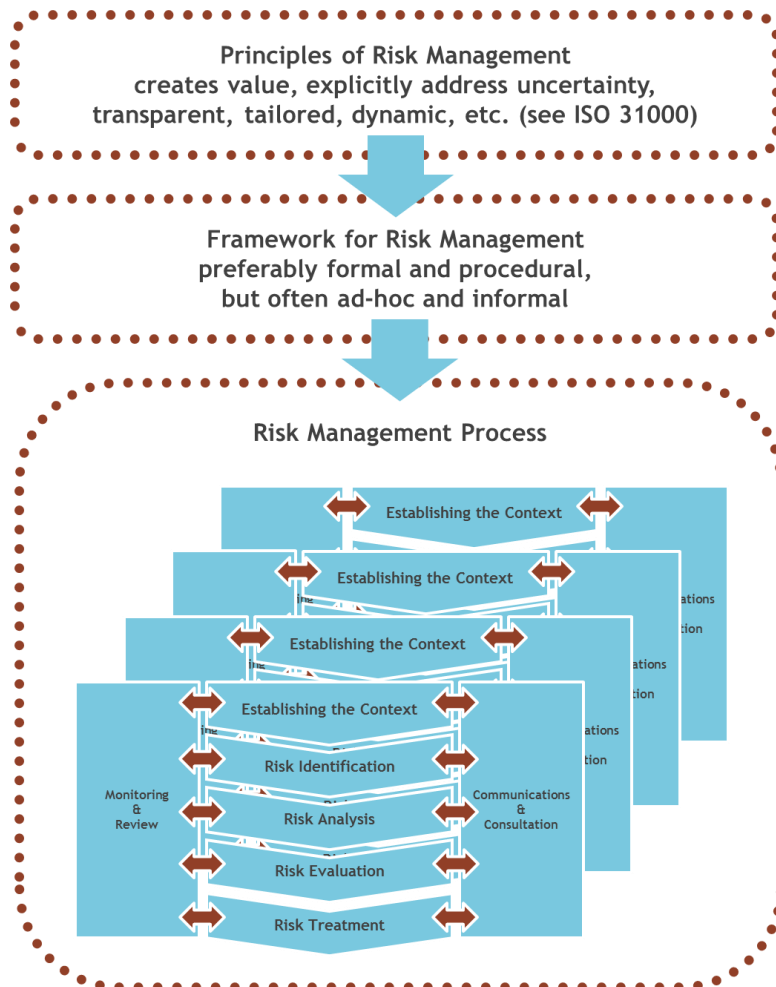 Principles of Risk Management
creates value, explicitly address uncertainty,
transparent, tailored, dynamic, etc. (see ISO 31000)
Framework for Risk Management
preferably formal and procedural,
but often ad-hoc and informal
Risk Management Process
Establishing the Context
Establishing the Context
Establishing the Context
Establishing the Context
Risk Identification
Risk Analysis
Risk Evaluation
Risk Treatment
Monitoring
&
Review
Communications
&
Consultation